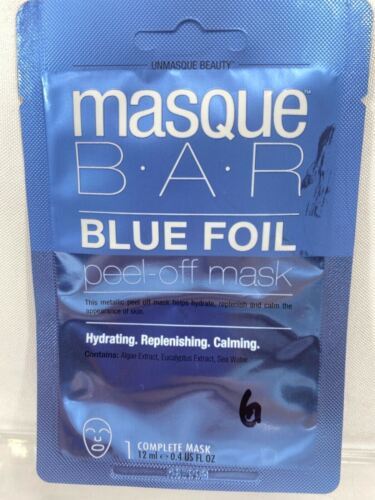 UNMASQUE BEAUTY™
masque™
B·A·R
BLUE FOIL
peel-off mask
This metallic peel off mask helps hydrate, replenish and calm the
appearance of skin.
Hydrating. Replenishing. Calming.
Contains: Algae Extract, Eucalyptus Extract, Sea Water
6
1 COMPLETE MASK
12 ml e 0.4 US FL OZ